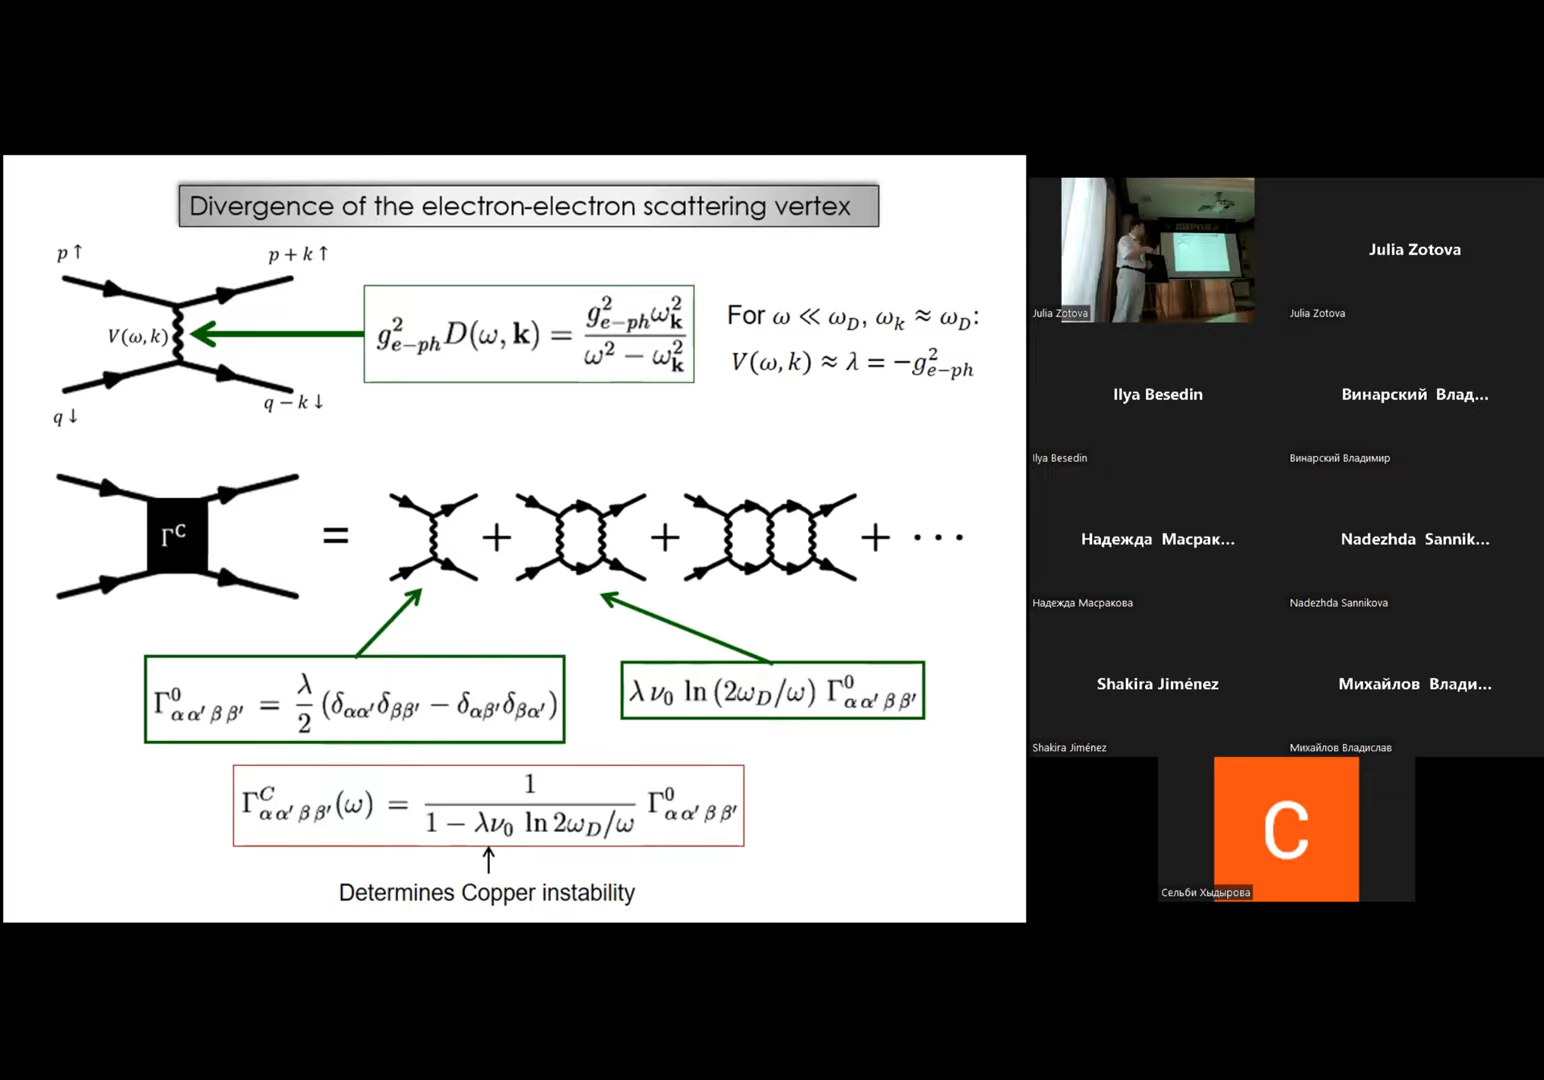 Divergence of the electron-electron scattering vertex
p ↑
p + k ↑
V(ω, k)
q ↓
q − k ↓
g²_{e−ph} D(ω, **k**) = g²_{e−ph} ω²_**k** / (ω² − ω²_**k**)
For ω ≪ ω_D, ω_k ≈ ω_D:
V(ω, k) ≈ λ = −g²_{e−ph}
Γ^C
= + + + ···
Γ⁰_{αα′ββ′} = λ/2 (δ_{αα′}δ_{ββ′} − δ_{αβ′}δ_{βα′})
λ ν₀ ln (2ω_D/ω) Γ⁰_{αα′ββ′}
Γ^C_{αα′ββ′}(ω) = 1 / (1 − λν₀ ln 2ω_D/ω) Γ⁰_{αα′ββ′}
Determines Copper instability
Julia Zotova
Julia Zotova
Julia Zotova
Ilya Besedin
Ilya Besedin
Винарский Влад...
Винарский Владимир
Надежда Масрак...
Надежда Масракова
Nadezhda Sannik...
Nadezhda Sannikova
Shakira Jiménez
Shakira Jiménez
Михайлов Влади...
Михайлов Владислав
C
Сельби Хыдырова